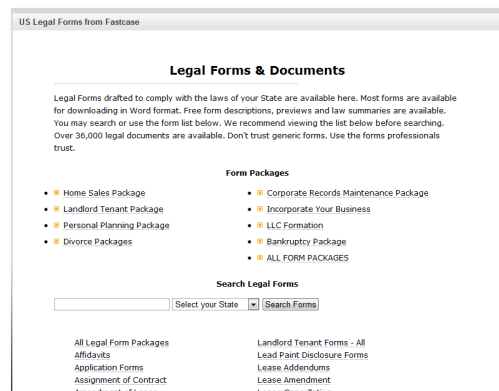 US Legal Forms from Fastcase
Legal Forms & Documents
Legal Forms drafted to comply with the laws of your State are available here. Most forms are available
for downloading in Word format. Free form descriptions, previews and law summaries are available.
You may search or use the form list below. We recommend viewing the list below before searching.
Over 36,000 legal documents are available. Don't trust generic forms. Use the forms professionals
trust.
Form Packages
Home Sales Package
Landlord Tenant Package
Personal Planning Package
Divorce Packages
Corporate Records Maintenance Package
Incorporate Your Business
LLC Formation
Bankruptcy Package
ALL FORM PACKAGES
Search Legal Forms
Select your State
Search Forms
All Legal Form Packages
Affidavits
Application Forms
Assignment of Contract
Landlord Tenant Forms - All
Lead Paint Disclosure Forms
Lease Addendums
Lease Amendment